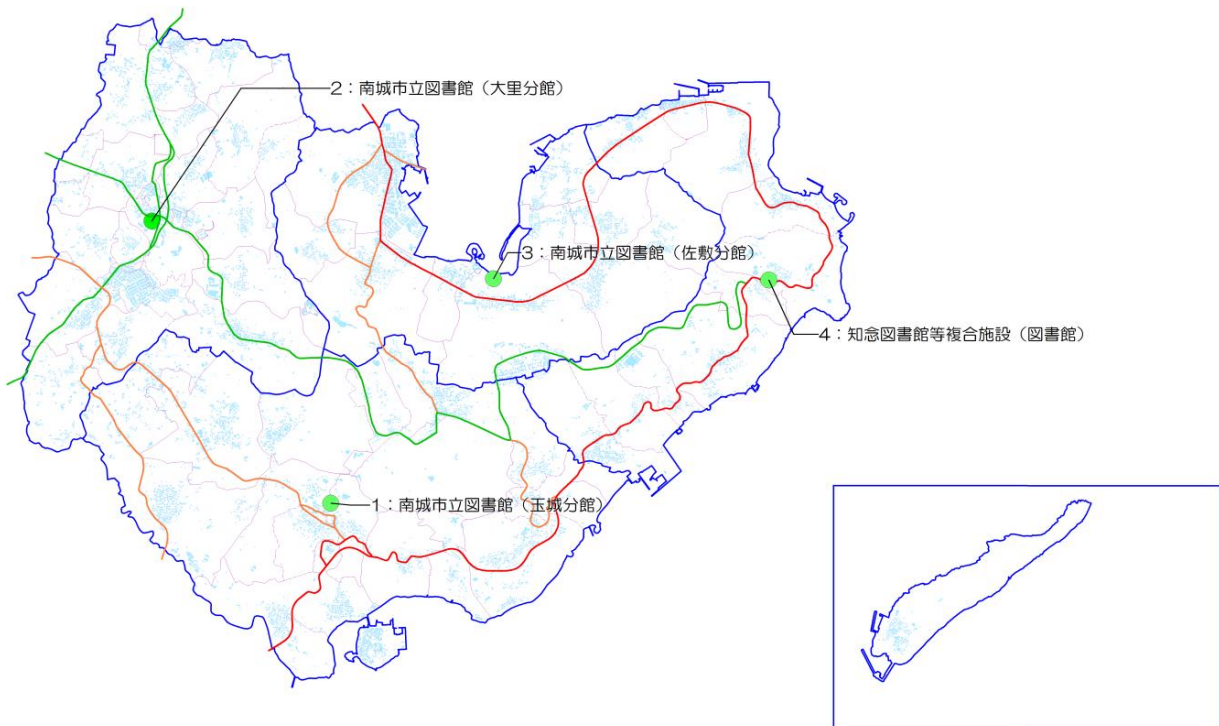 2：南城市立図書館（大里分館）
3：南城市立図書館（佐敷分館）
4：知念図書館等複合施設（図書館）
1：南城市立図書館（玉城分館）